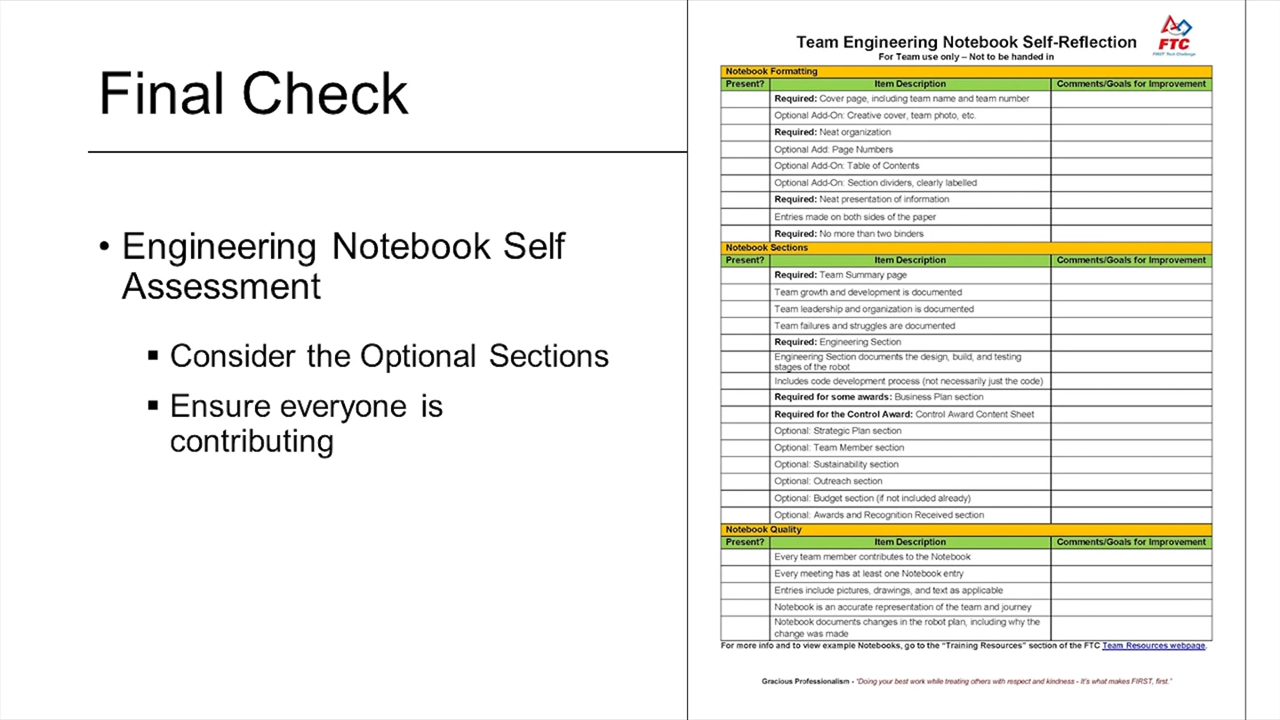 Final Check
• Engineering Notebook Self
Assessment
▪ Consider the Optional Sections
▪ Ensure everyone is
contributing
FTC
FIRST Tech Challenge
Team Engineering Notebook Self-Reflection
For Team use only – Not to be handed in
Notebook Formatting
Present? Item Description Comments/Goals for Improvement
Required: Cover page, including team name and team number
Optional Add-On: Creative cover, team photo, etc.
Required: Neat organization
Optional Add: Page Numbers
Optional Add-On: Table of Contents
Optional Add-On: Section dividers, clearly labelled
Required: Neat presentation of information
Entries made on both sides of the paper
Required: No more than two binders
Notebook Sections
Present? Item Description Comments/Goals for Improvement
Required: Team Summary page
Team growth and development is documented
Team leadership and organization is documented
Team failures and struggles are documented
Required: Engineering Section
Engineering Section documents the design, build, and testing
stages of the robot
Includes code development process (not necessarily just the code)
Required for some awards: Business Plan section
Required for the Control Award: Control Award Content Sheet
Optional: Strategic Plan section
Optional: Team Member section
Optional: Sustainability section
Optional: Outreach section
Optional: Budget section (if not included already)
Optional: Awards and Recognition Received section
Notebook Quality
Present? Item Description Comments/Goals for Improvement
Every team member contributes to the Notebook
Every meeting has at least one Notebook entry
Entries include pictures, drawings, and text as applicable
Notebook is an accurate representation of the team and journey
Notebook documents changes in the robot plan, including why the
change was made
For more info and to view example Notebooks, go to the “Training Resources” section of the FTC Team Resources webpage.
Gracious Professionalism - “Doing your best work while treating others with respect and kindness - It’s what makes FIRST, first.”